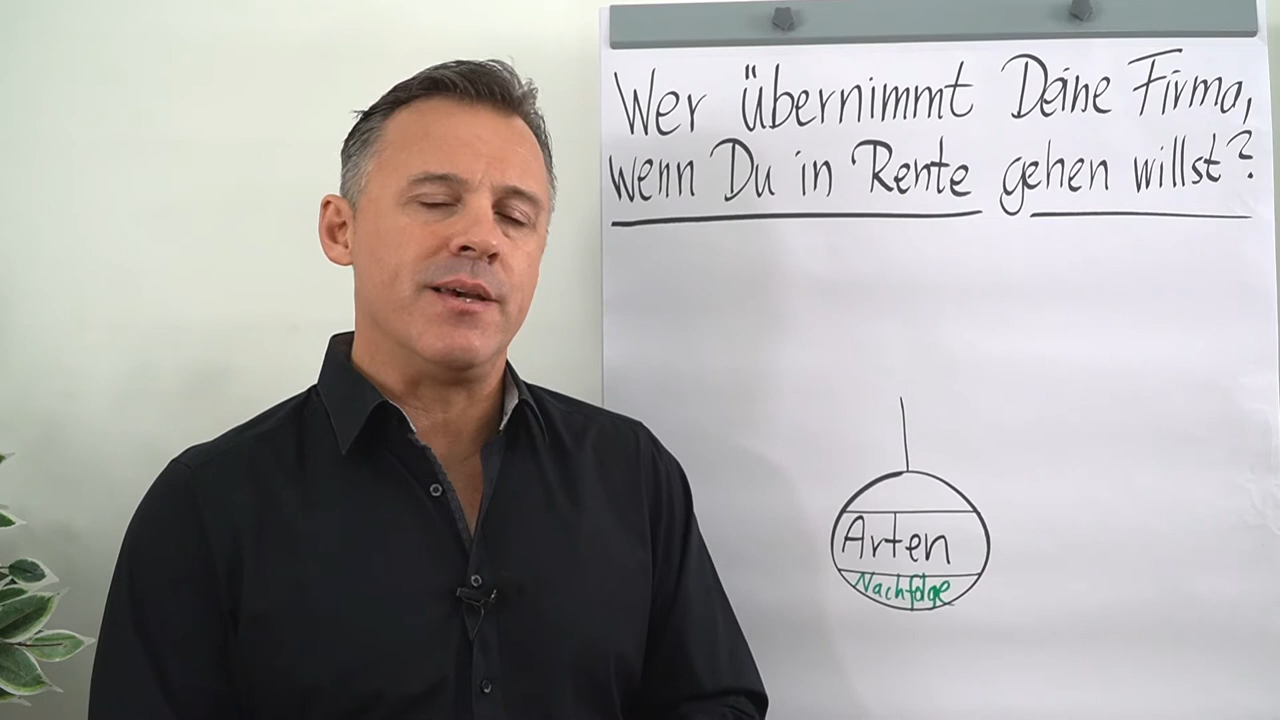 Wer übernimmt Deine Firma,
wenn Du in Rente gehen willst?
Arten
Nachfolge